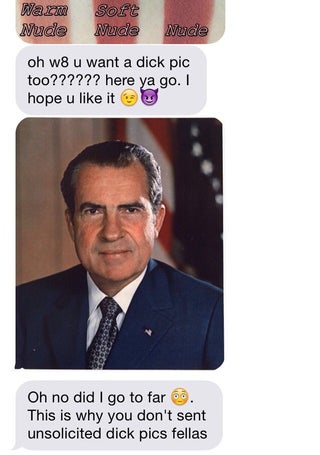 Warm Soft
Nude Nude Nude
oh w8 u want a dick pic
too?????? here ya go. I
hope u like it 😉😈
Oh no did I go to far 😳.
This is why you don't sent
unsolicited dick pics fellas